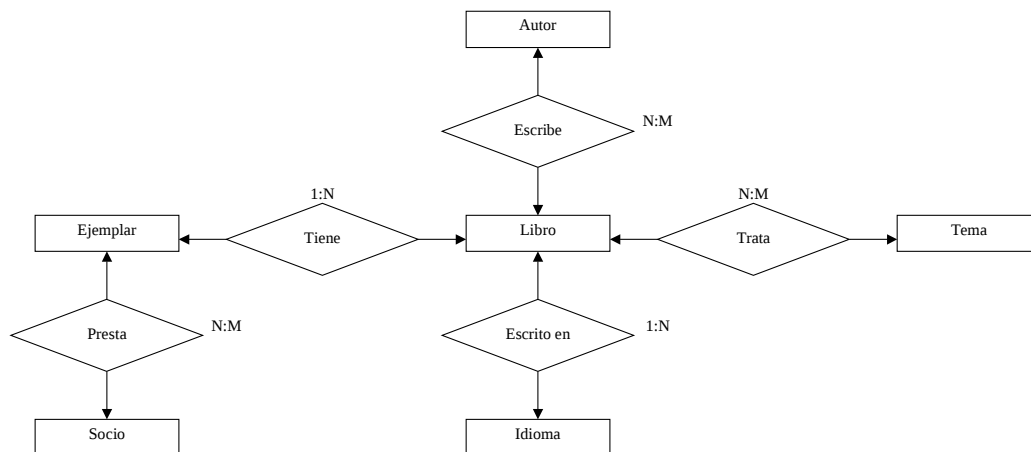 Autor
Escribe
N:M
1:N
N:M
Ejemplar
Tiene
Libro
Trata
Tema
Presta
N:M
Escrito en
1:N
Socio
Idioma